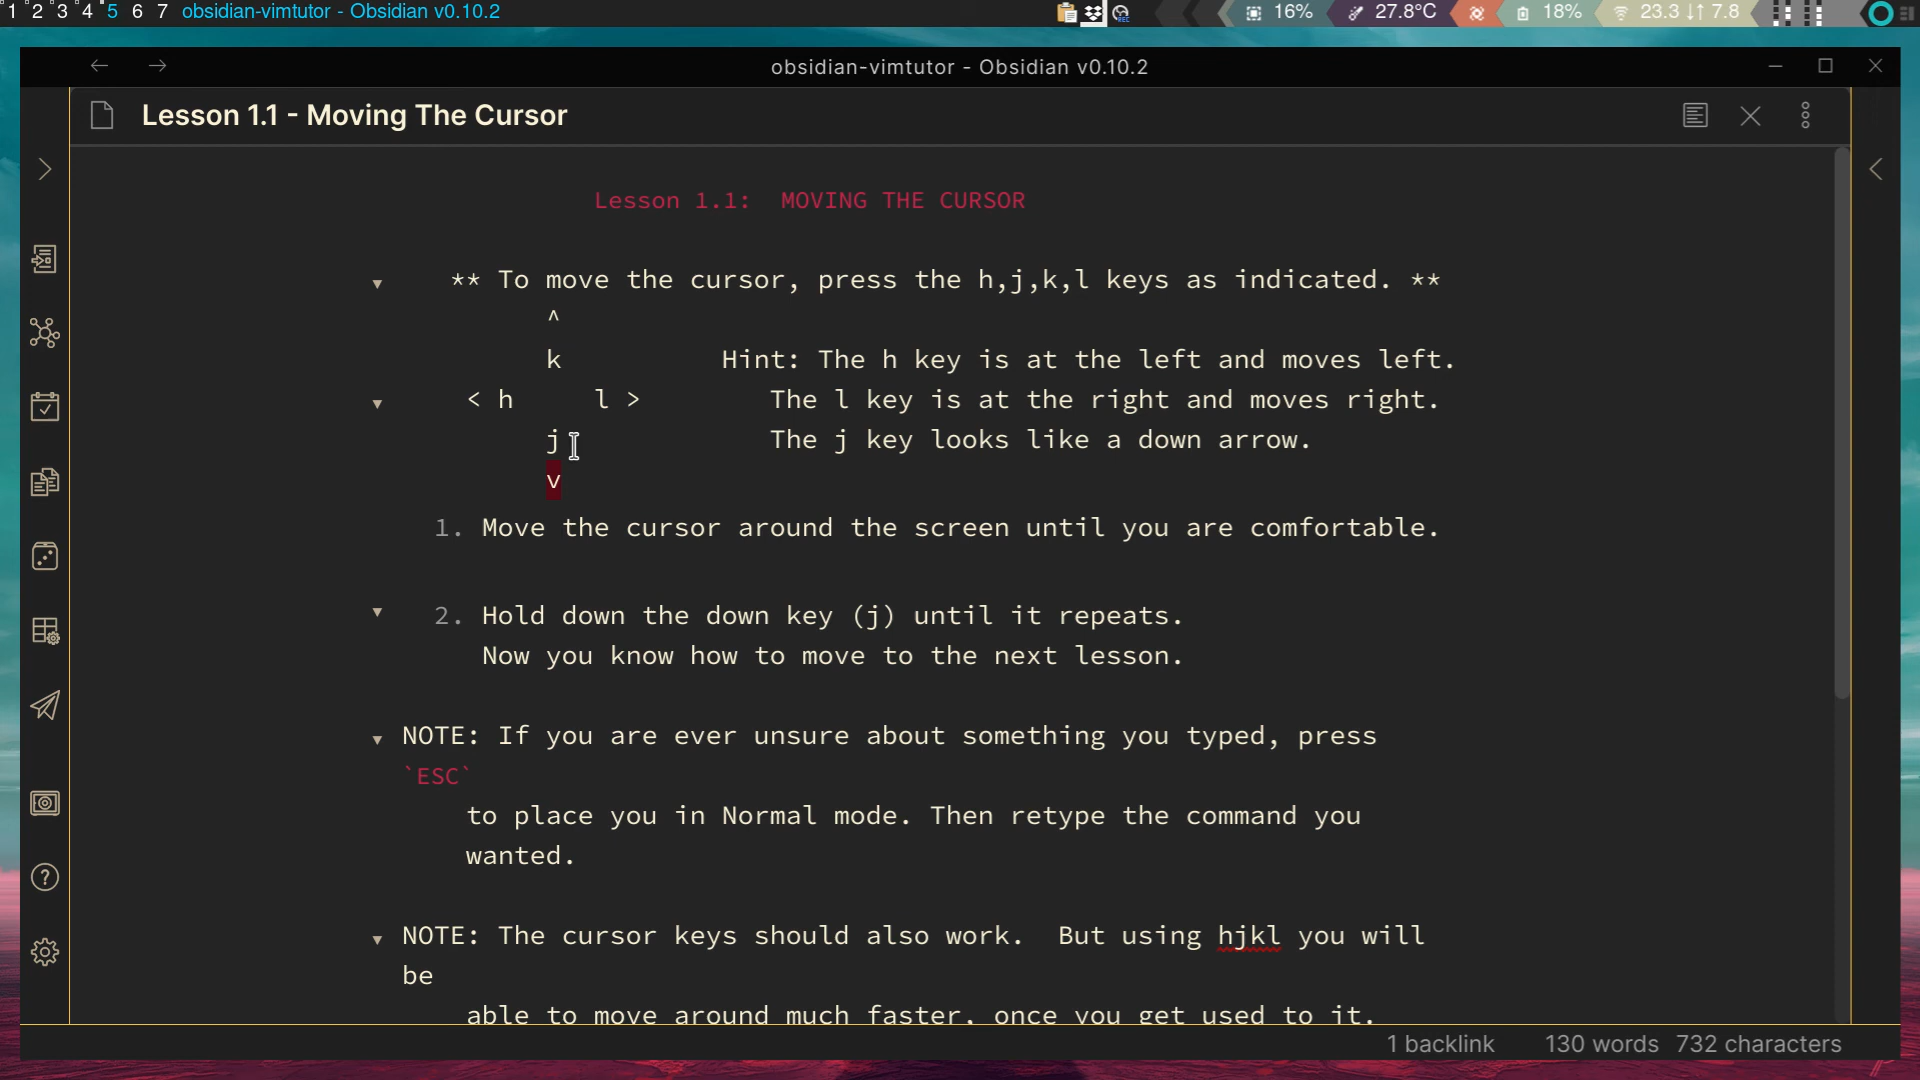 1 2 3 4 5 6 7 obsidian-vimtutor - Obsidian v0.10.2 16% 27.8°C 18% 23.3 ↓↑ 7.8
obsidian-vimtutor - Obsidian v0.10.2
Lesson 1.1 - Moving The Cursor
Lesson 1.1:  MOVING THE CURSOR
** To move the cursor, press the h,j,k,l keys as indicated. **
^
k Hint: The h key is at the left and moves left.
< h l > The l key is at the right and moves right.
j The j key looks like a down arrow.
v
1. Move the cursor around the screen until you are comfortable.
2. Hold down the down key (j) until it repeats.
Now you know how to move to the next lesson.
NOTE: If you are ever unsure about something you typed, press
`ESC`
to place you in Normal mode. Then retype the command you
wanted.
NOTE: The cursor keys should also work.  But using hjkl you will
be
able to move around much faster, once you get used to it.
1 backlink 130 words 732 characters